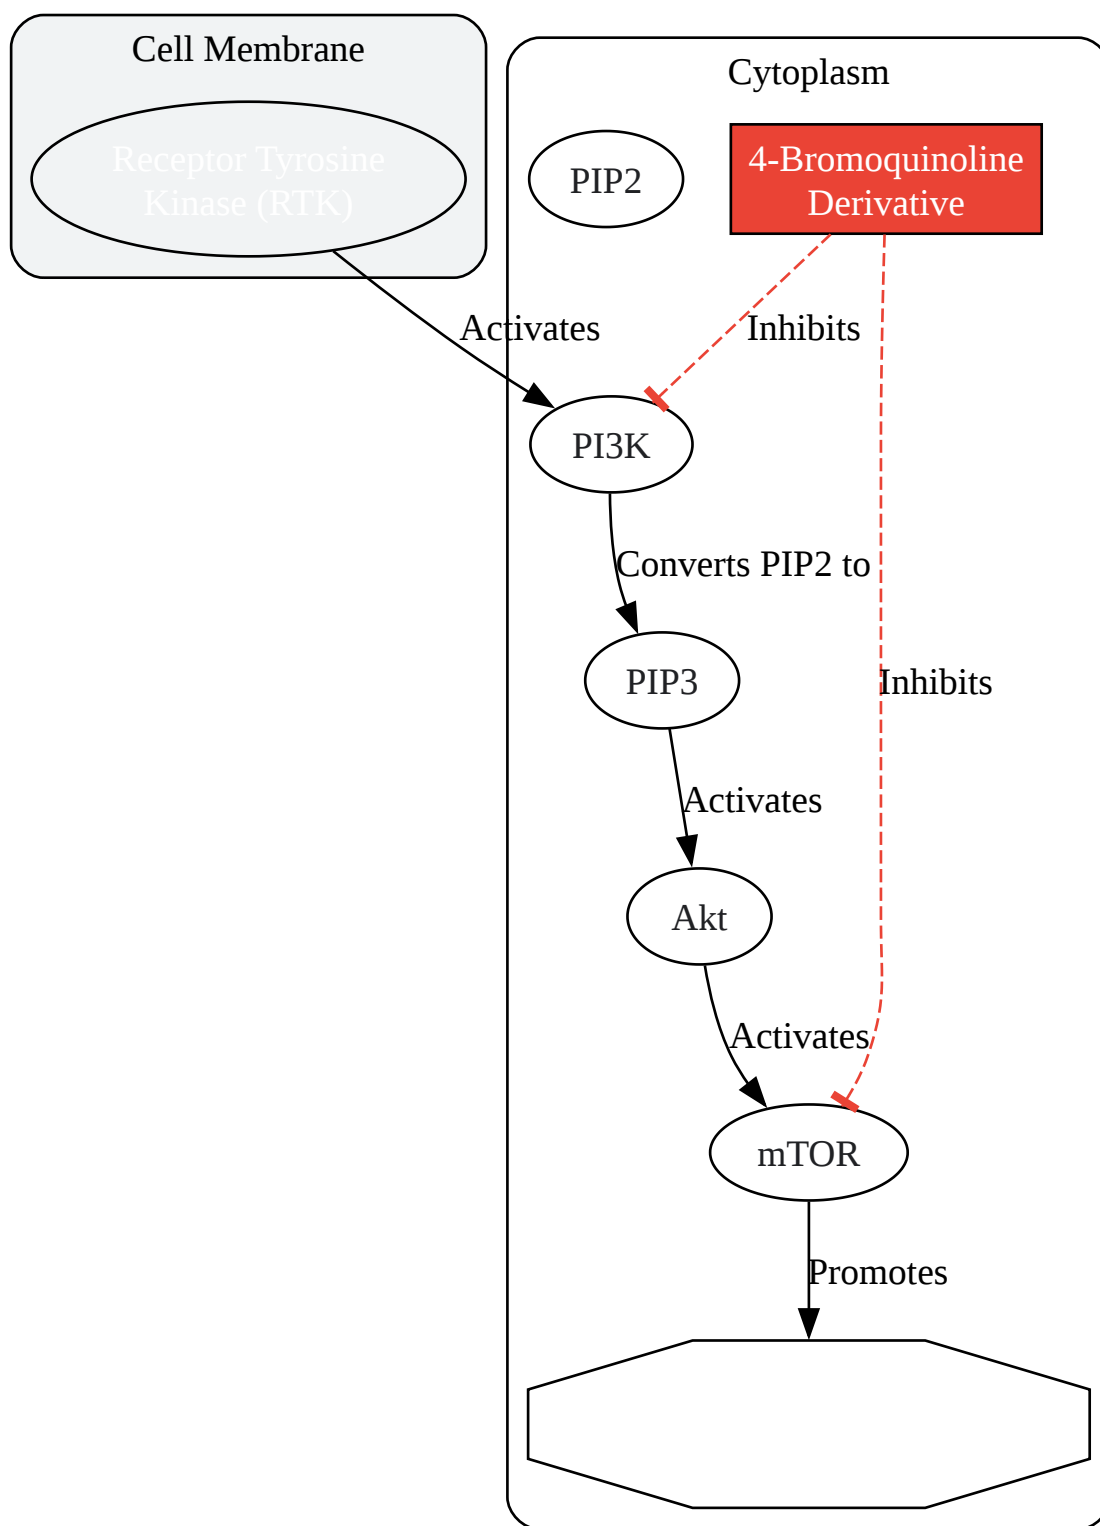 Cell Membrane
Receptor Tyrosine
Kinase (RTK)
Cytoplasm
PIP2
4-Bromoquinoline
Derivative
Activates
Inhibits
PI3K
Converts PIP2 to
PIP3
Inhibits
Activates
Akt
Activates
mTOR
Promotes